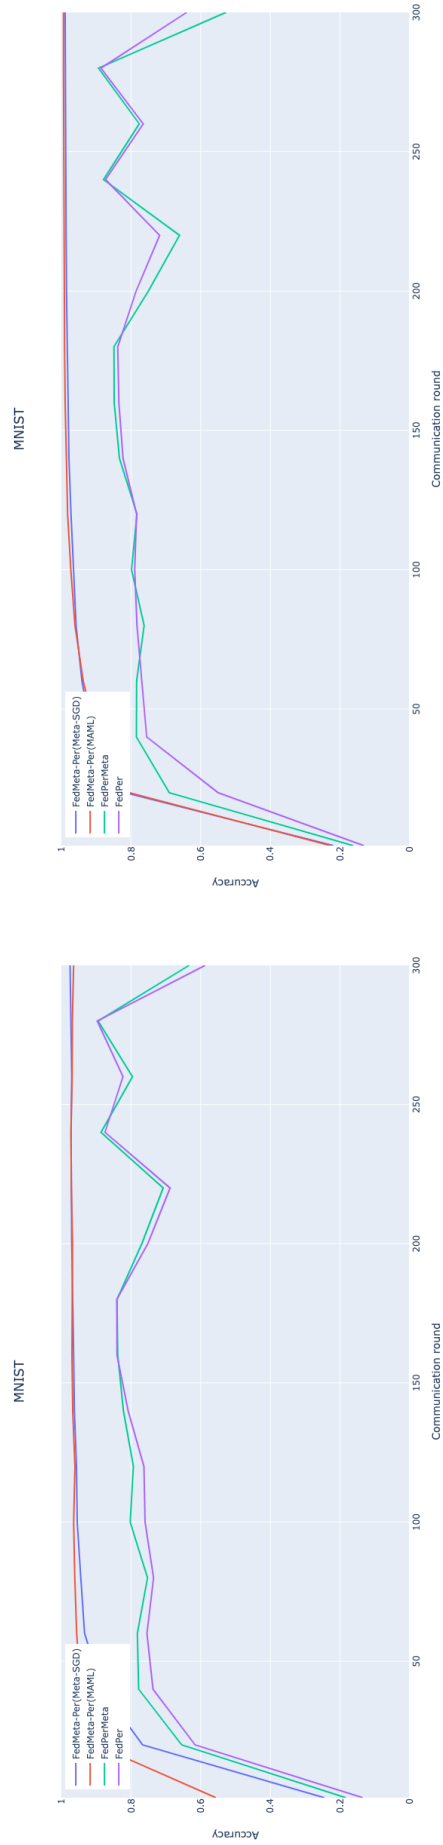 MNIST
1
0.8
0.6
0.4
0.2
0
0
50
100
150
200
250
300
Accuracy
Communication round
FedMeta-Per(Meta-SGD)
FedMeta-Per(MAML)
FedPerMeta
FedPer
MNIST
1
0.8
0.6
0.4
0.2
0
50
100
150
200
250
300
Accuracy
Communication round
FedMeta-Per(Meta-SGD)
FedMeta-Per(MAML)
FedPerMeta
FedPer